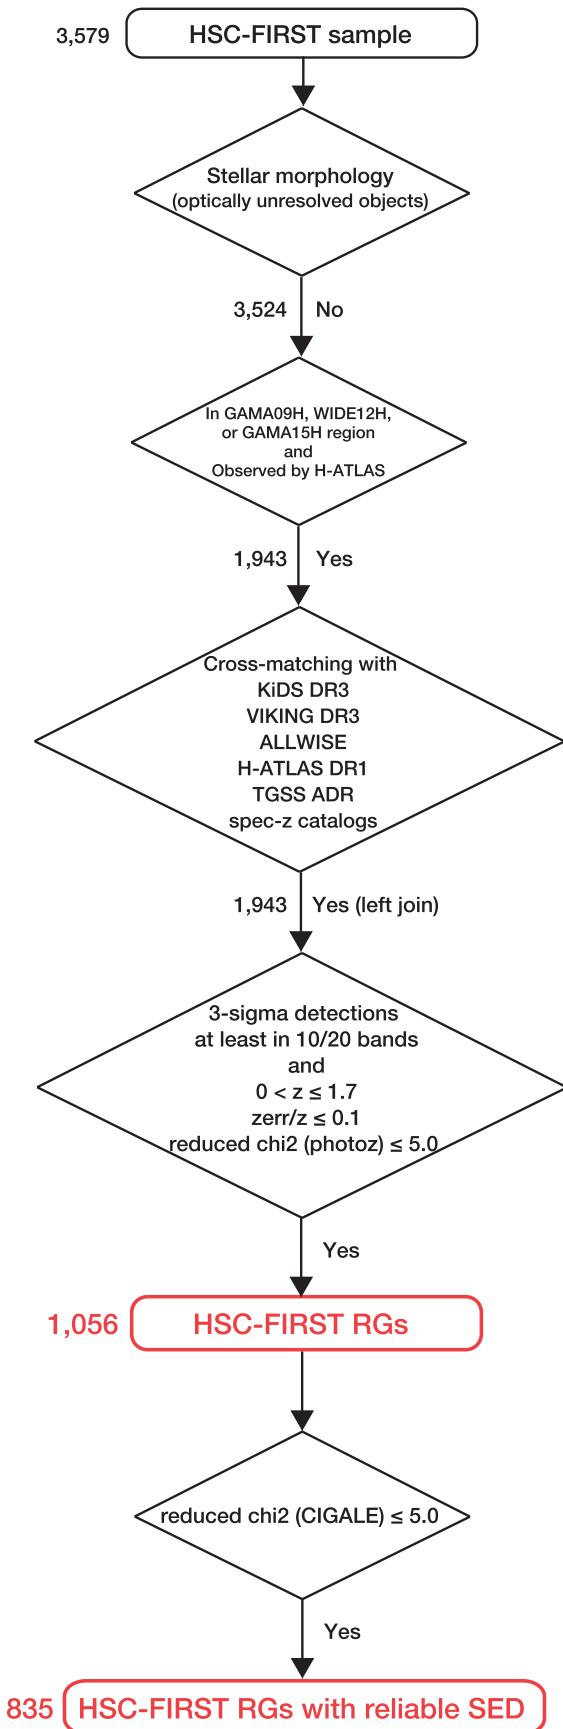 3,579 HSC-FIRST sample
Stellar morphology
(optically unresolved objects)
3,524 No
In GAMA09H, WIDE12H,
or GAMA15H region
and
Observed by H-ATLAS
1,943 Yes
Cross-matching with
KiDS DR3
VIKING DR3
ALLWISE
H-ATLAS DR1
TGSS ADR
spec-z catalogs
1,943 Yes (left join)
3-sigma detections
at least in 10/20 bands
and
0 < z ≤ 1.7
zerr/z ≤ 0.1
reduced chi2 (photoz) ≤ 5.0
Yes
1,056 HSC-FIRST RGs
reduced chi2 (CIGALE) ≤ 5.0
Yes
835 HSC-FIRST RGs with reliable SED